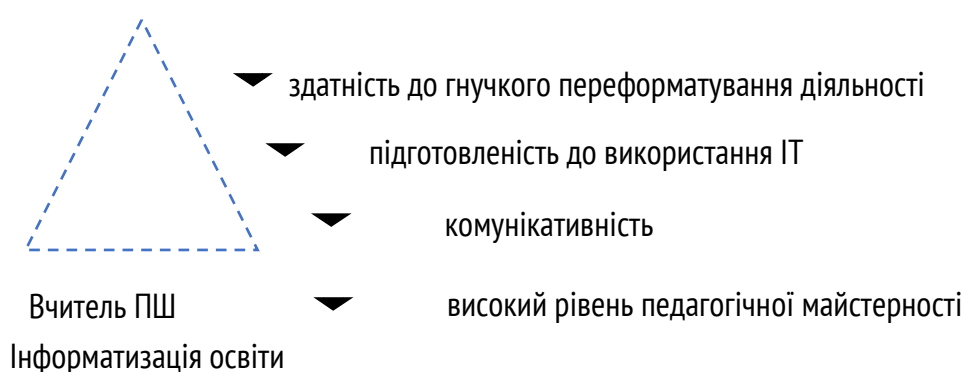 здатність до гнучкого переформатування діяльності
підготовленість до використання ІТ
комунікативність
Вчитель ПШ
високий рівень педагогічної майстерності
Інформатизація освіти